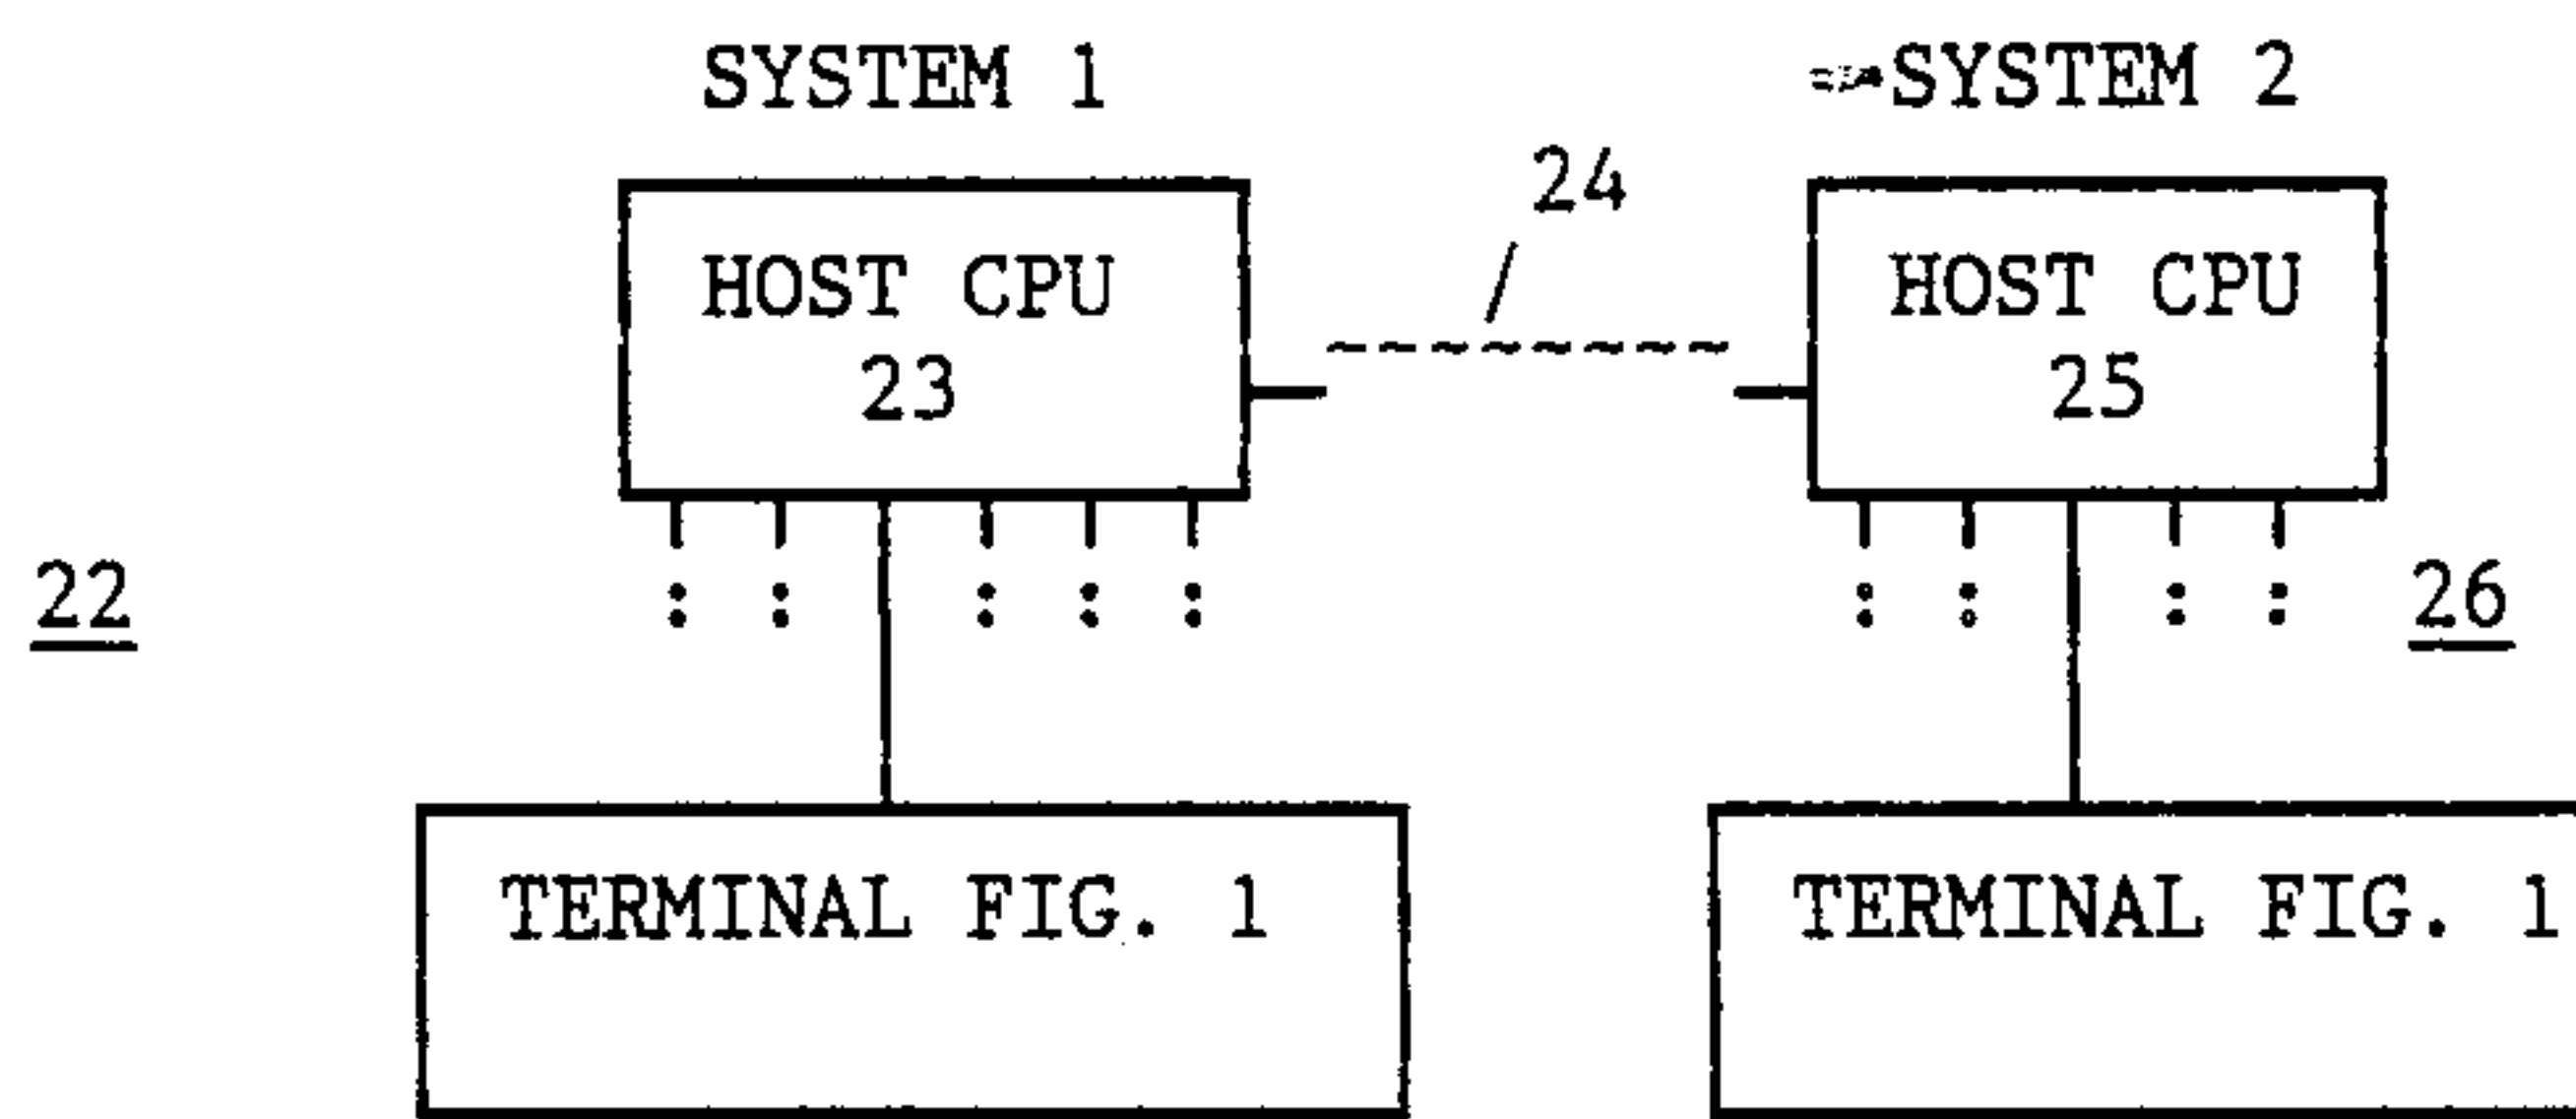 SYSTEM 1
SYSTEM 2
24
HOST CPU
23
HOST CPU
25
22
26
TERMINAL FIG. 1
TERMINAL FIG. 1